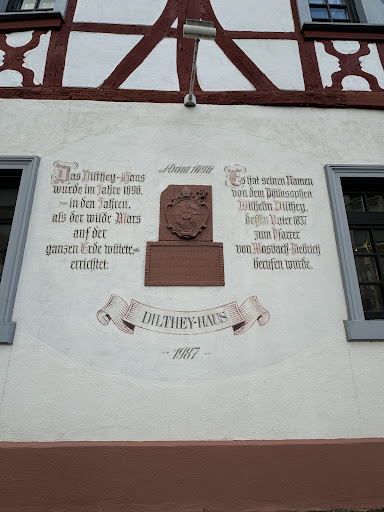 Anno 1696
Das Dilthey-Haus
wurde im Jahre 1696,
– in den Jahren,
als der wilde Mars
auf der
ganzen Erde wütete, –
errichtet.
Es hat seinen Namen
von dem Philosophen
Wilhelm Dilthey,
dessen Vater 1837
zum Pfarrer
von Mosbach-Biebrich
berufen wurde.
DILTHEY-HAUS
- 1987 -